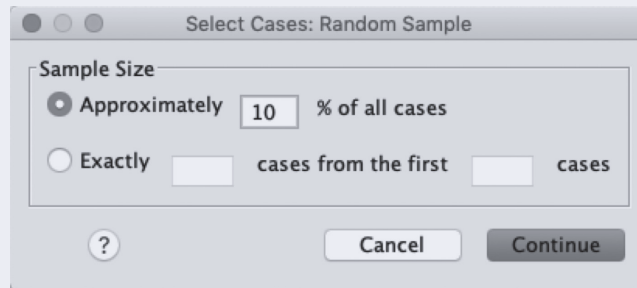 Select Cases: Random Sample
Sample Size
Approximately 10 % of all cases
Exactly cases from the first cases
? Cancel Continue